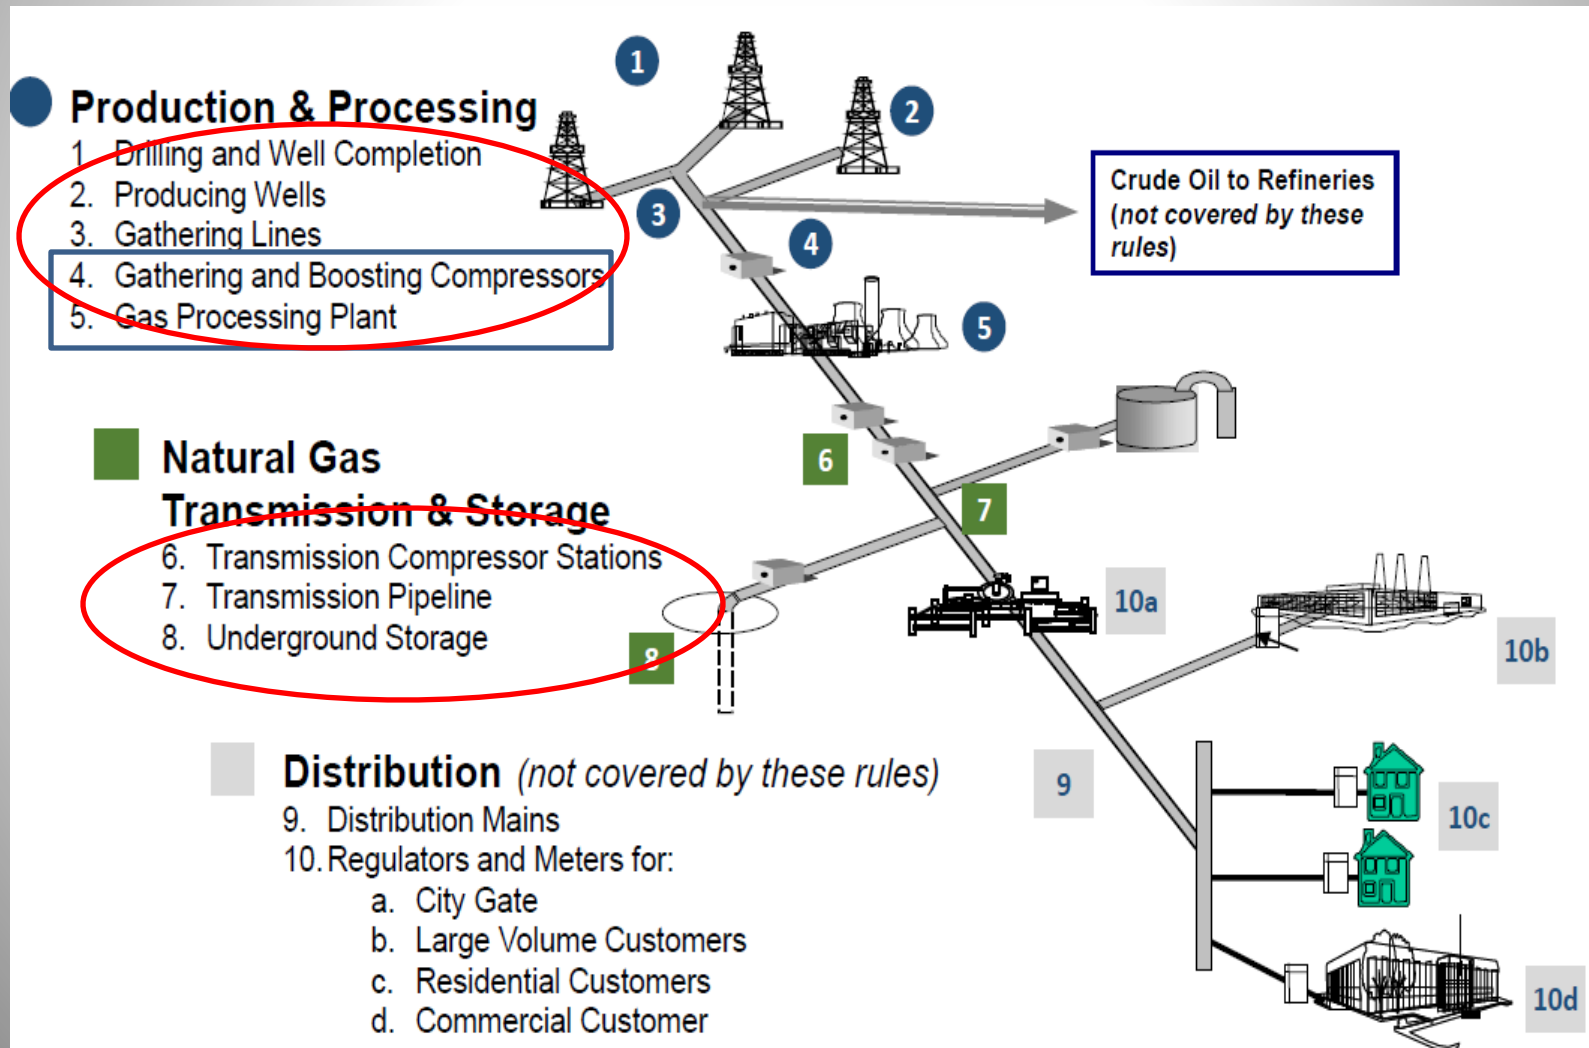 Production & Processing
1. Drilling and Well Completion
2. Producing Wells
3. Gathering Lines
4. Gathering and Boosting Compressors
5. Gas Processing Plant
1
2
3
4
5
Crude Oil to Refineries
(not covered by these
rules)
Natural Gas
Transmission & Storage
6. Transmission Compressor Stations
7. Transmission Pipeline
8. Underground Storage
6
7
8
10a
10b
Distribution (not covered by these rules)
9. Distribution Mains
10. Regulators and Meters for:
a. City Gate
b. Large Volume Customers
c. Residential Customers
d. Commercial Customer
9
10c
10d